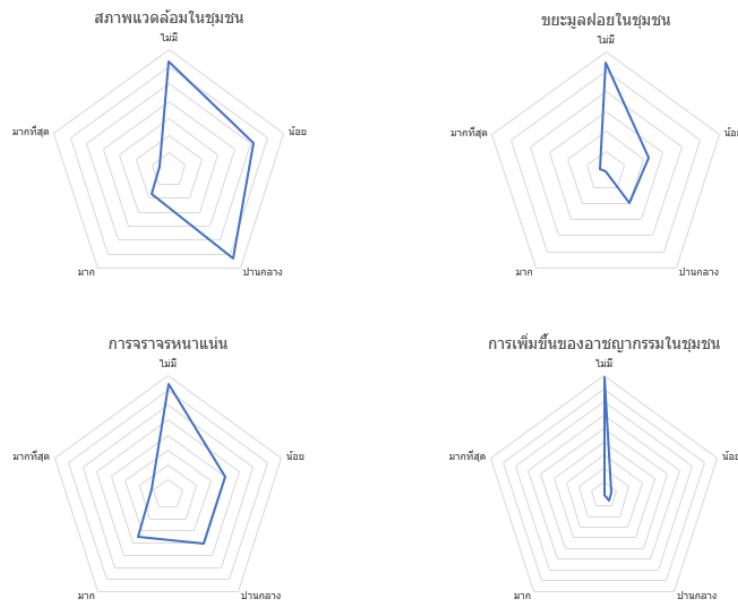 สภาพแวดล้อมในชุมชน
ไม่มี
น้อย
ปานกลาง
มาก
มากที่สุด
ขยะมูลฝอยในชุมชน
ไม่มี
น้อย
ปานกลาง
มาก
มากที่สุด
การจราจรหนาแน่น
ไม่มี
น้อย
ปานกลาง
มาก
มากที่สุด
การเพิ่มขึ้นของอาชญากรรมในชุมชน
ไม่มี
น้อย
ปานกลาง
มาก
มากที่สุด